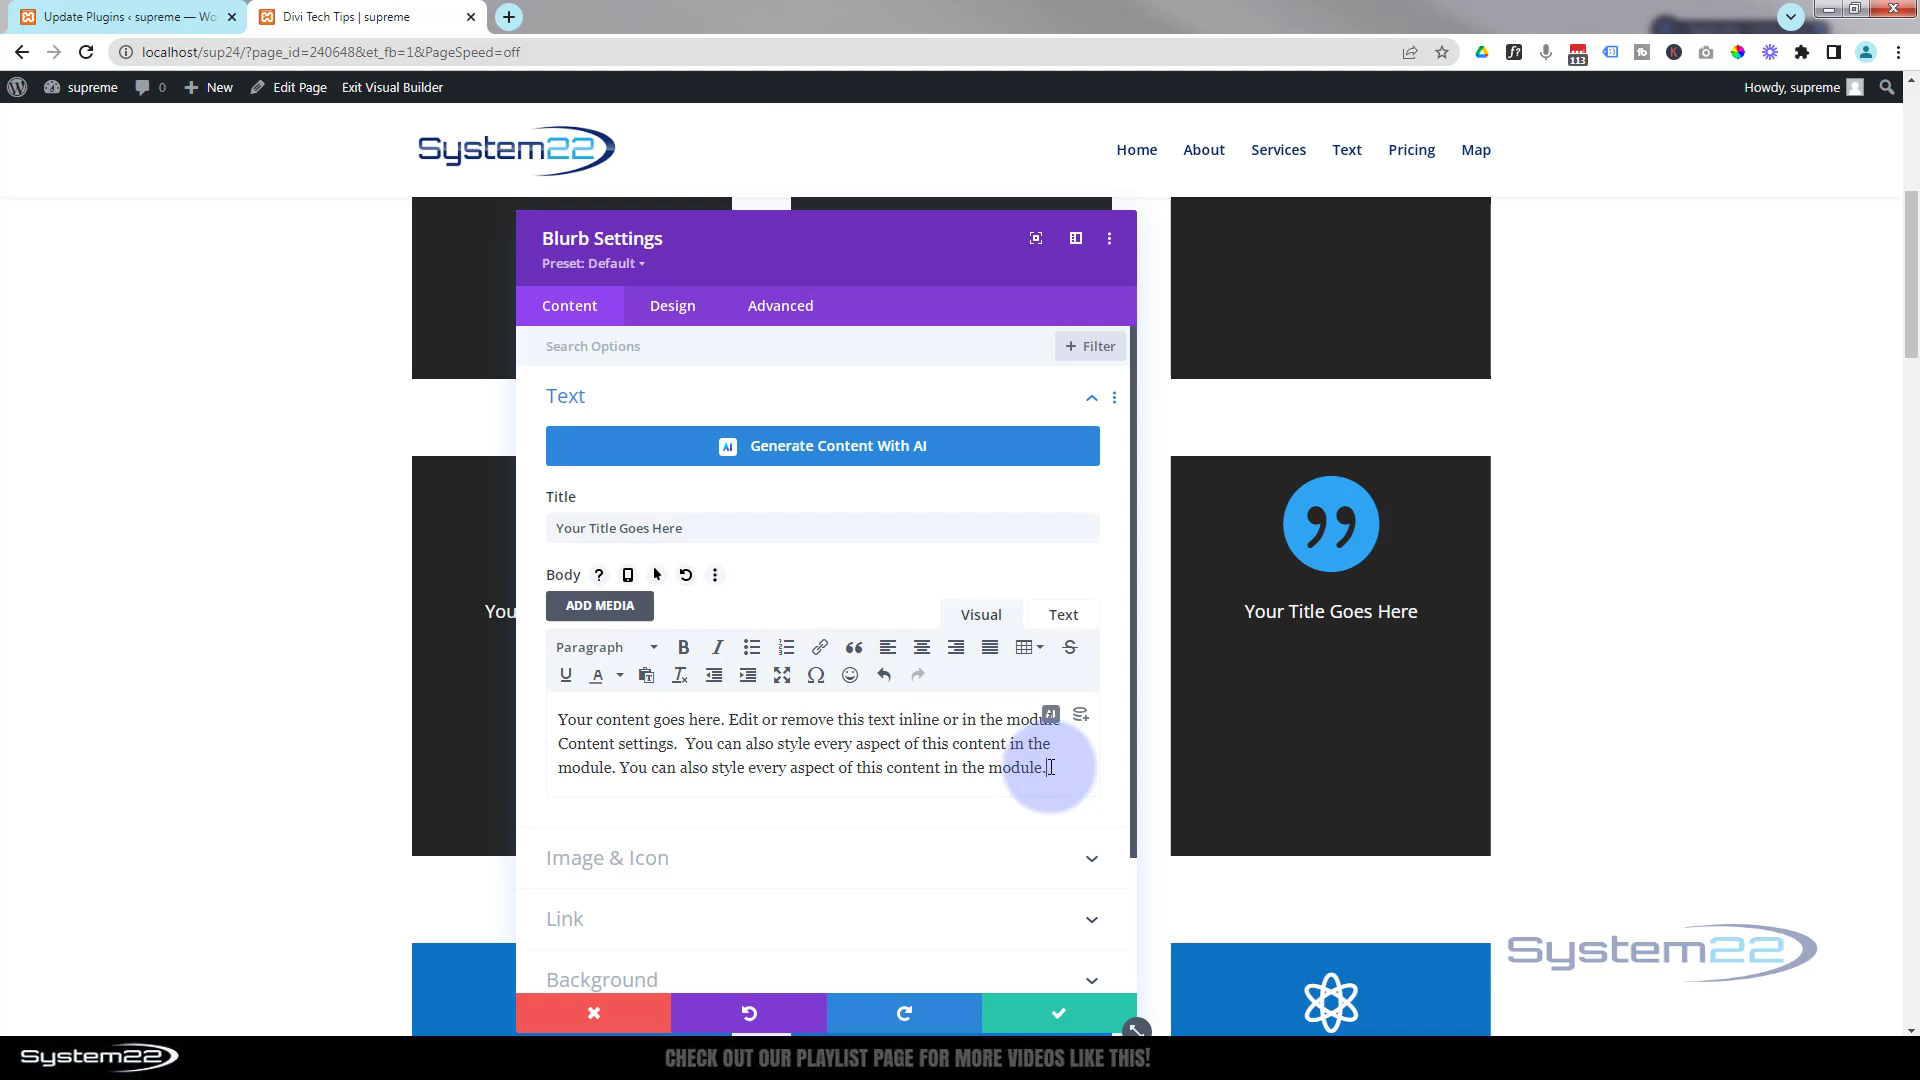 Update Plugins ‹ supreme — Wo
Divi Tech Tips | supreme
localhost/sup24/?page_id=240648&et_fb=1&PageSpeed=off
113
supreme
0
New
Edit Page
Exit Visual Builder
Howdy, supreme
System22
Home
About
Services
Text
Pricing
Map
Blurb Settings
Preset: Default
Content
Design
Advanced
Search Options
+ Filter
Text
AI Generate Content With AI
Title
Your Title Goes Here
Body
ADD MEDIA
Visual
Text
Paragraph
Your content goes here. Edit or remove this text inline or in the module
Content settings. You can also style every aspect of this content in the
module. You can also style every aspect of this content in the module.
AI
You
Your Title Goes Here
Image & Icon
Link
Background
System22
System22
CHECK OUT OUR PLAYLIST PAGE FOR MORE VIDEOS LIKE THIS!